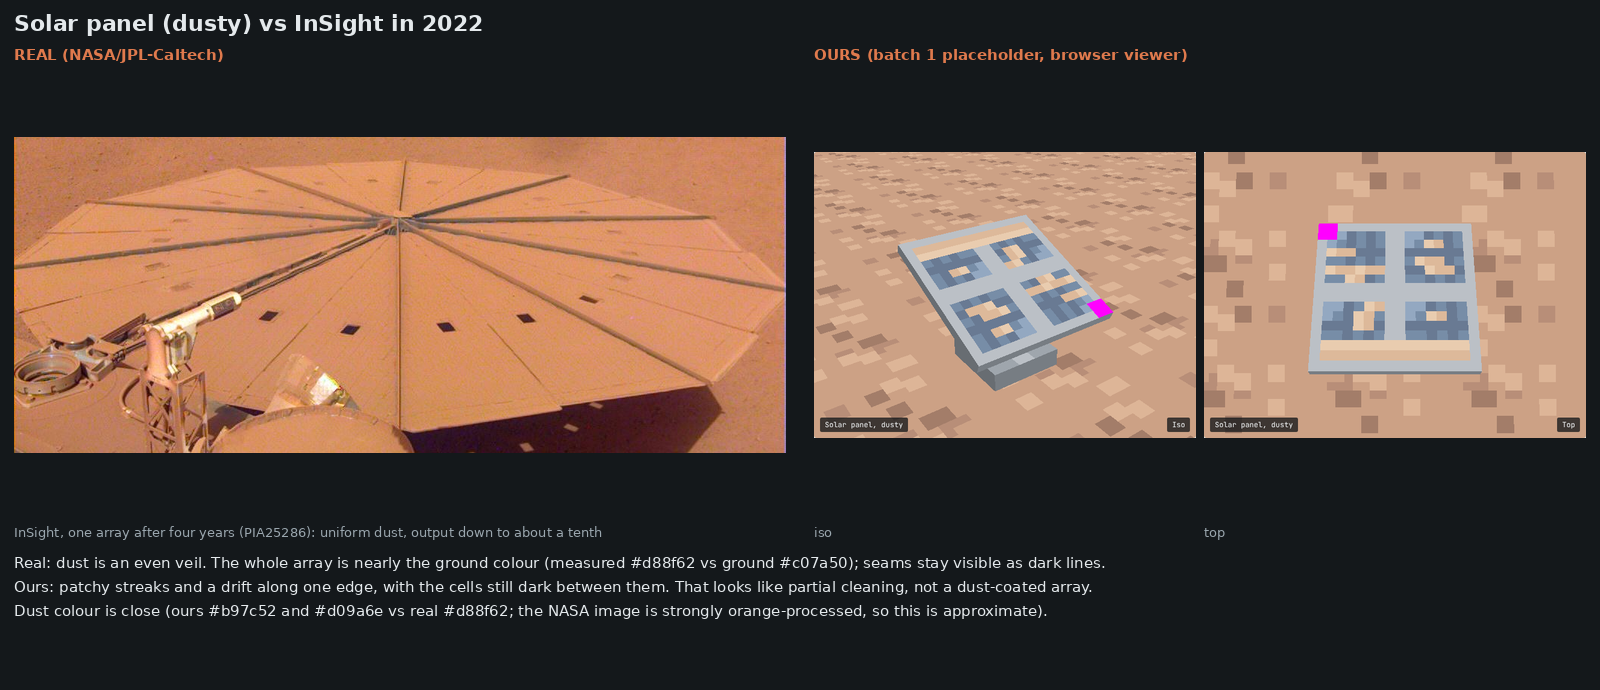 Solar panel (dusty) vs InSight in 2022
REAL (NASA/JPL-Caltech)
OURS (batch 1 placeholder, browser viewer)
Solar panel, dusty
Iso
Solar panel, dusty
Top
InSight, one array after four years (PIA25286): uniform dust, output down to about a tenth
iso
top
Real: dust is an even veil. The whole array is nearly the ground colour (measured #d88f62 vs ground #c07a50); seams stay visible as dark lines.
Ours: patchy streaks and a drift along one edge, with the cells still dark between them. That looks like partial cleaning, not a dust-coated array.
Dust colour is close (ours #b97c52 and #d09a6e vs real #d88f62; the NASA image is strongly orange-processed, so this is approximate).